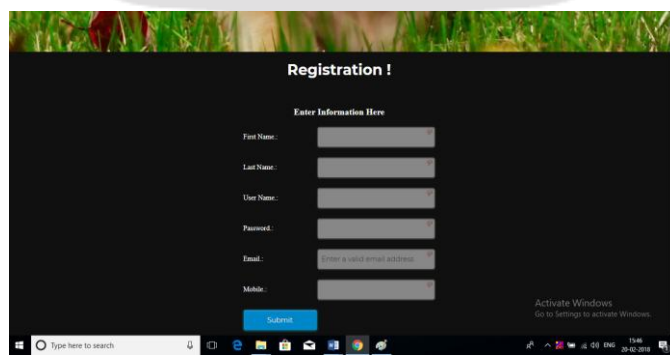 Registration !
Enter Information Here
First Name.:
Last Name.:
User Name.:
Password.:
Email.:
Enter a valid email address
Mobile.:
Submit
Activate Windows
Go to Settings to activate Windows.
Type here to search
ENG
15:46
20-02-2018